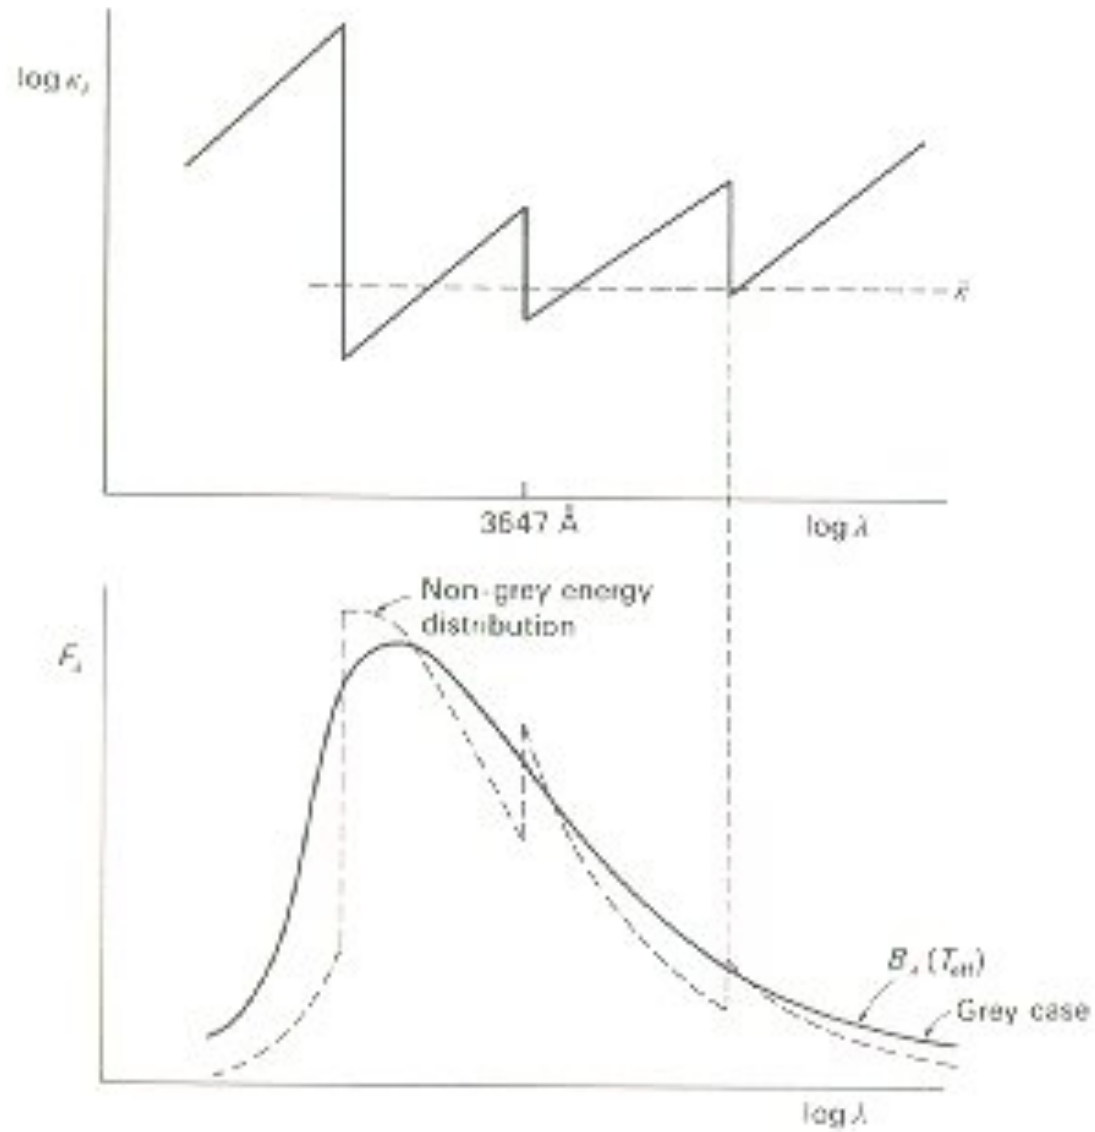 log κλ
κ̄
3647 Å
log λ
Non-grey energy
distribution
Fλ
Bλ (Teff)
Grey case
log λ